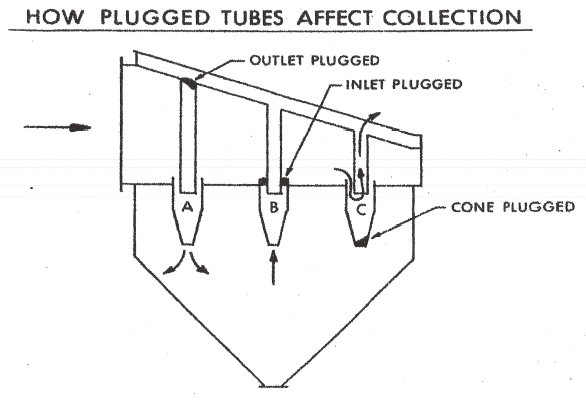 HOW PLUGGED TUBES AFFECT COLLECTION
OUTLET PLUGGED
INLET PLUGGED
A
B
C
CONE PLUGGED